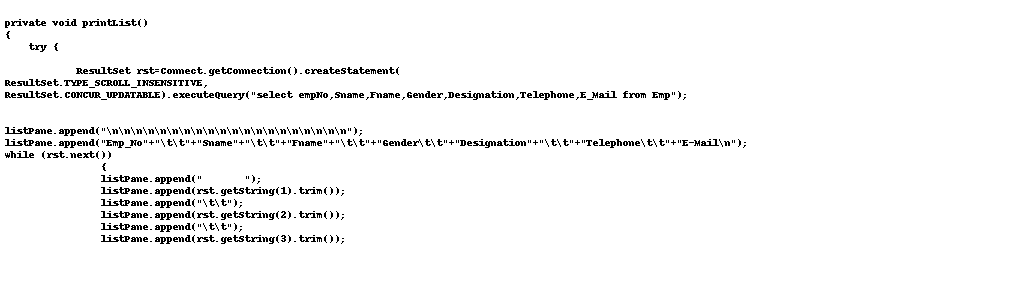 private void printList()
{
try {
ResultSet rst=Connect.getConnection().createStatement(
ResultSet.TYPE_SCROLL_INSENSITIVE,
ResultSet.CONCUR_UPDATABLE).executeQuery("select empNo,Sname,Fname,Gender,Designation,Telephone,E_Mail from Emp");
listPane.append("\n\n\n\n\n\n\n\n\n\n\n\n\n\n\n\n\n\n\n\n");
listPane.append("Emp_No"+"\t\t"+"Sname"+"\t\t"+"Fname"+"\t\t"+"Gender\t\t"+"Designation"+"\t\t"+"Telephone\t\t"+"E-Mail\n");
while (rst.next())
{
listPane.append("       ");
listPane.append(rst.getString(1).trim());
listPane.append("\t\t");
listPane.append(rst.getString(2).trim());
listPane.append("\t\t");
listPane.append(rst.getString(3).trim());